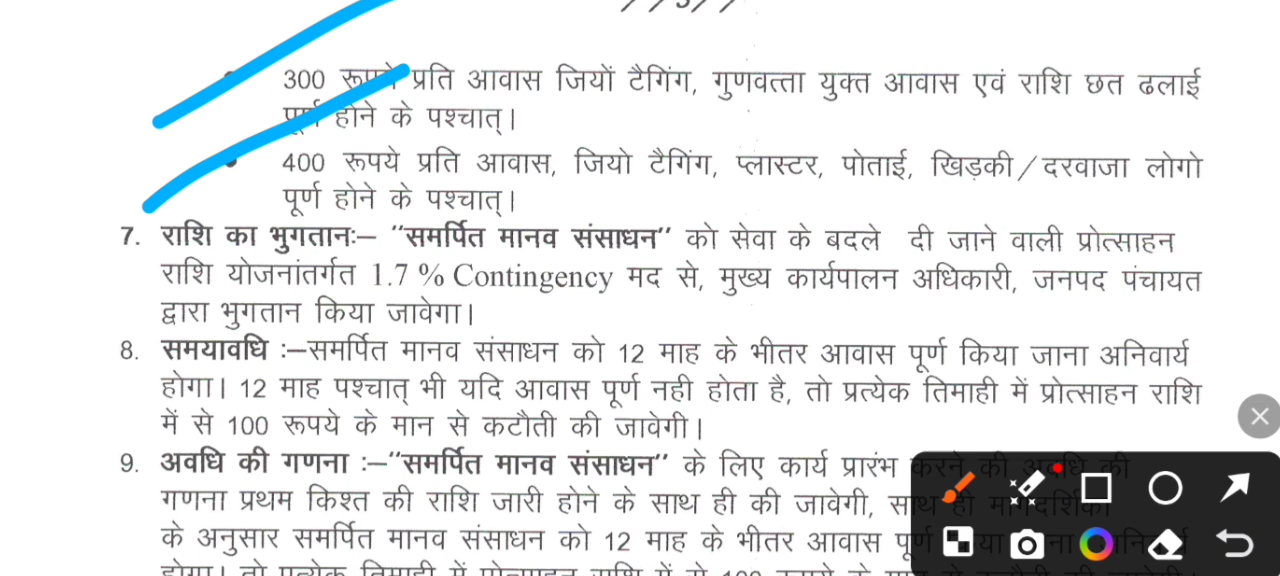 300 रूपये प्रति आवास जियों टैगिंग, गुणवत्ता युक्त आवास एवं राशि छत ढलाई
पूर्ण होने के पश्चात्।
400 रूपये प्रति आवास, जियो टैगिंग, प्लास्टर, पोताई, खिड़की/दरवाजा लोगो
पूर्ण होने के पश्चात्।
7. राशि का भुगतानः– "समर्पित मानव संसाधन" को सेवा के बदले दी जाने वाली प्रोत्साहन
राशि योजनांतर्गत 1.7 % Contingency मद से, मुख्य कार्यपालन अधिकारी, जनपद पंचायत
द्वारा भुगतान किया जावेगा।
8. समयावधि :–समर्पित मानव संसाधन को 12 माह के भीतर आवास पूर्ण किया जाना अनिवार्य
होगा। 12 माह पश्चात् भी यदि आवास पूर्ण नही होता है, तो प्रत्येक तिमाही में प्रोत्साहन राशि
में से 100 रूपये के मान से कटौती की जावेगी।
9. अवधि की गणना :–"समर्पित मानव संसाधन" के लिए कार्य प्रारंभ करने की अवधि की
गणना प्रथम किश्त की राशि जारी होने के साथ ही की जावेगी, साथ ही मार्गदर्शिका
के अनुसार समर्पित मानव संसाधन को 12 माह के भीतर आवास पूर्ण